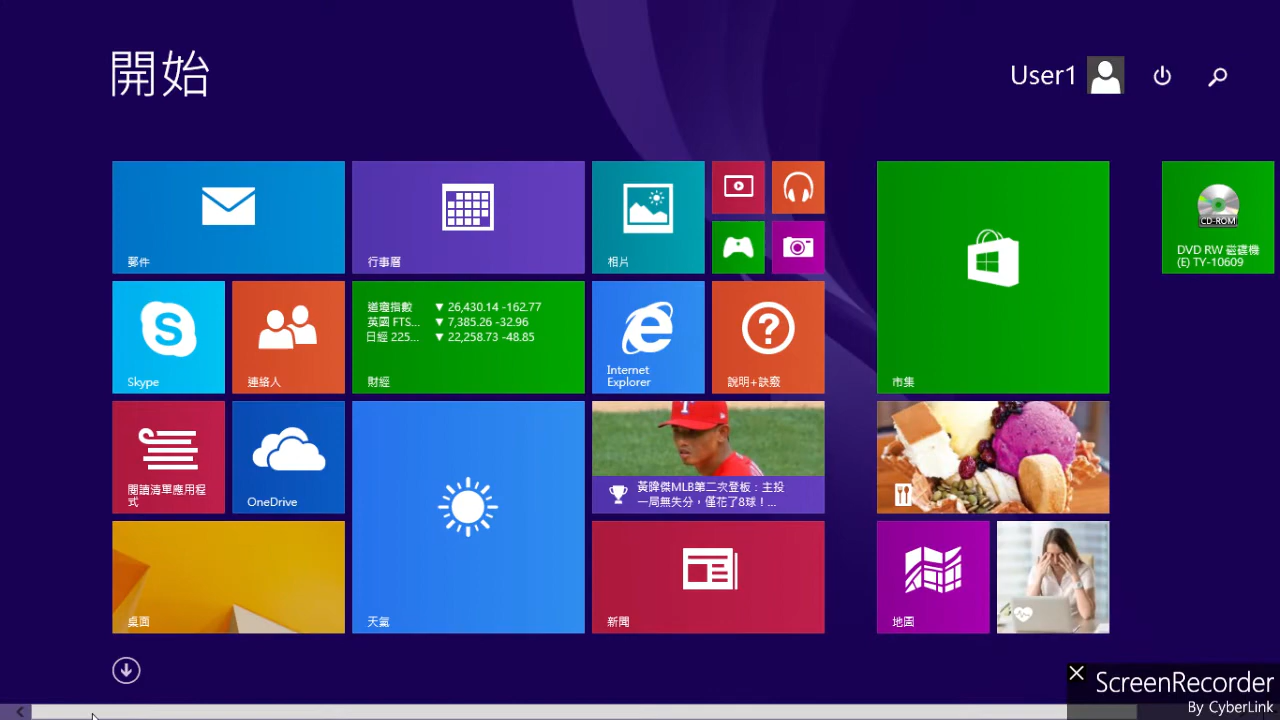 開始
User1
郵件
行事曆
相片
CD-ROM
DVD RW 磁碟機
(E) TY-10609
Skype
連絡人
道瓊指數 ▼ 26,430.14 -162.77
英國 FTS... ▼ 7,385.26 -32.96
日經 225... ▼ 22,258.73 -48.85
財經
Internet
Explorer
說明+訣竅
市集
閱讀清單應用程
式
OneDrive
黃暐傑MLB第二次登板：主投
一局無失分，僅花了8球！...
桌面
天氣
新聞
地圖
ScreenRecorder
By CyberLink